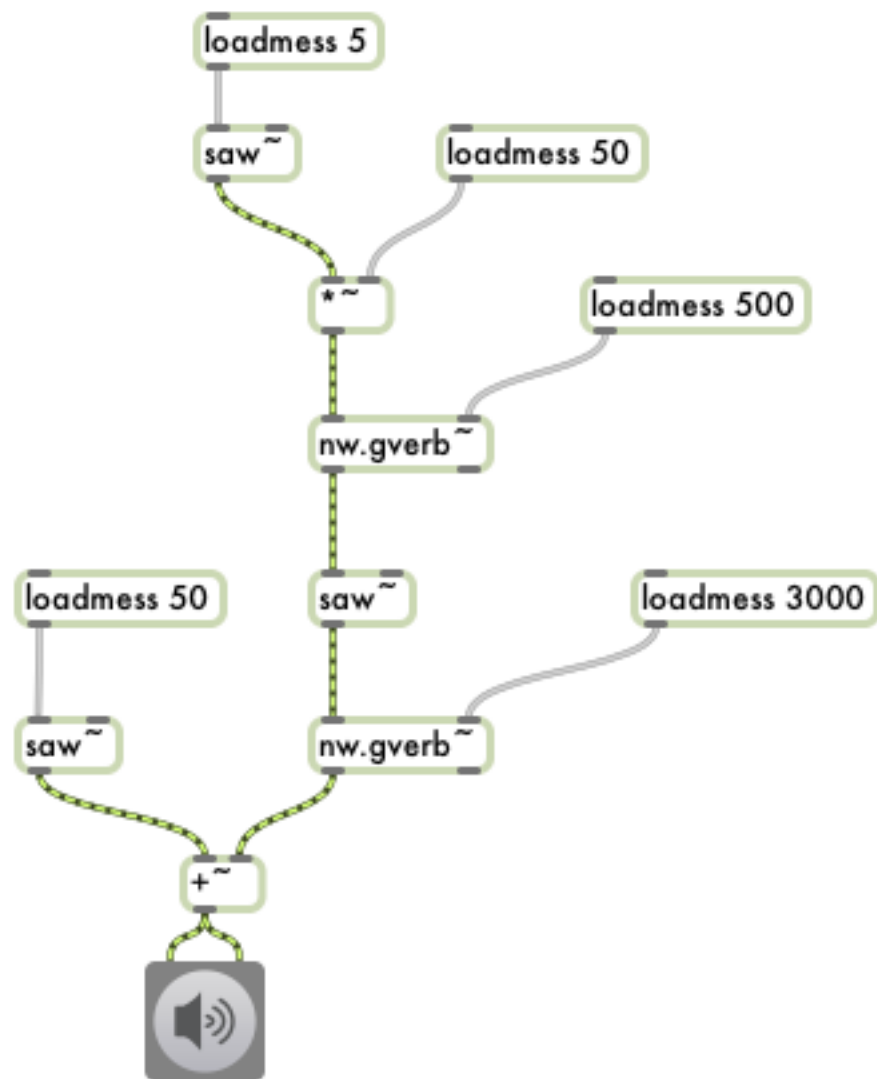 loadmess 5
saw~
loadmess 50
*~
loadmess 500
nw.gverb~
loadmess 50
saw~
loadmess 3000
saw~
nw.gverb~
+~